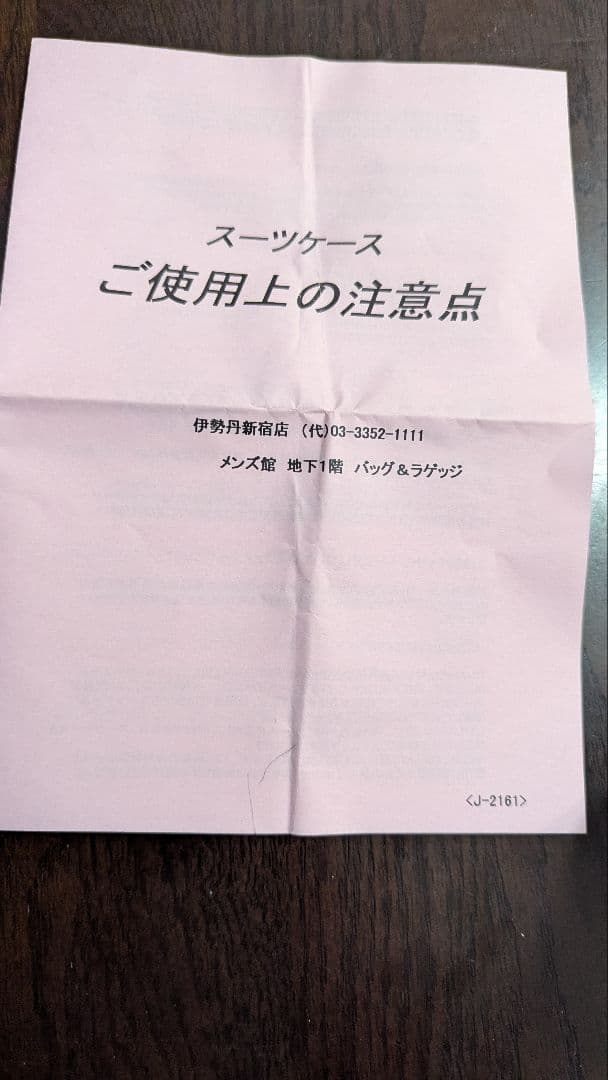 スーツケース
ご使用上の注意点
伊勢丹新宿店 (代)03-3352-1111
メンズ館 地下1階 バッグ&ラゲッジ
<J-2161>